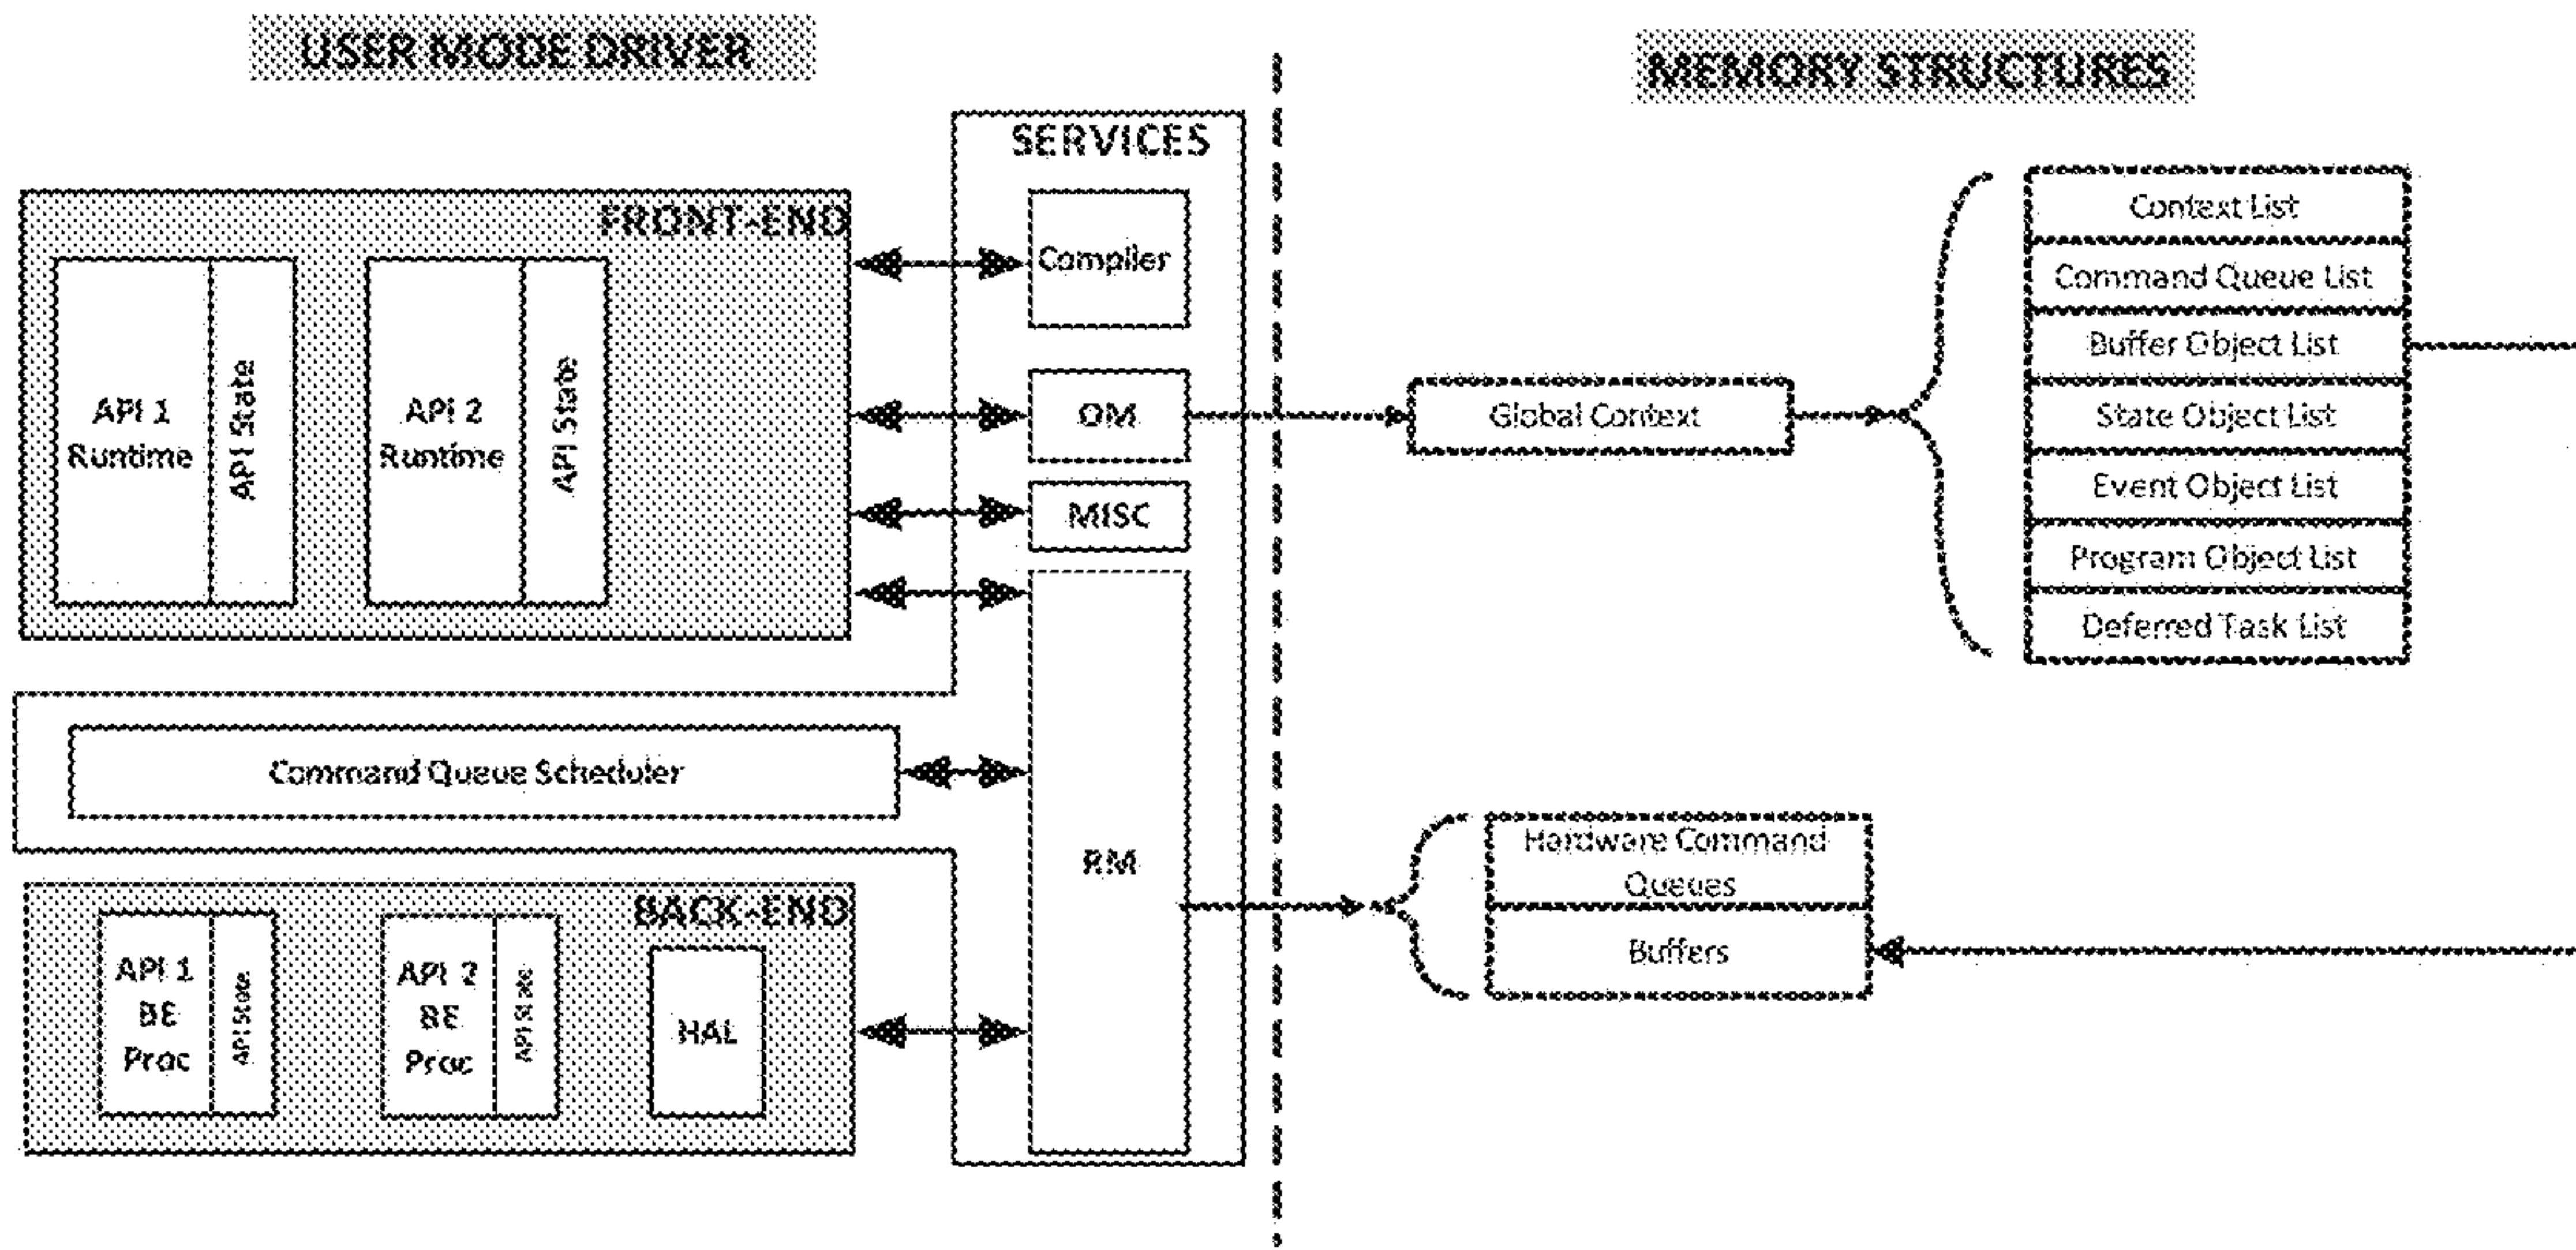 USER MODE DRIVER
MEMORY STRUCTURES
SERVICES
FRONT-END
Compiler
API 1
Runtime
API State
API 2
Runtime
API State
OM
MISC
RM
Command Queue Scheduler
BACK-END
API 1
BE
Proc
API State
API 2
BE
Proc
API State
HAL
Global Context
Context List
Command Queue List
Buffer Object List
State Object List
Event Object List
Program Object List
Deferred Task List
Hardware Command
Queues
Buffers